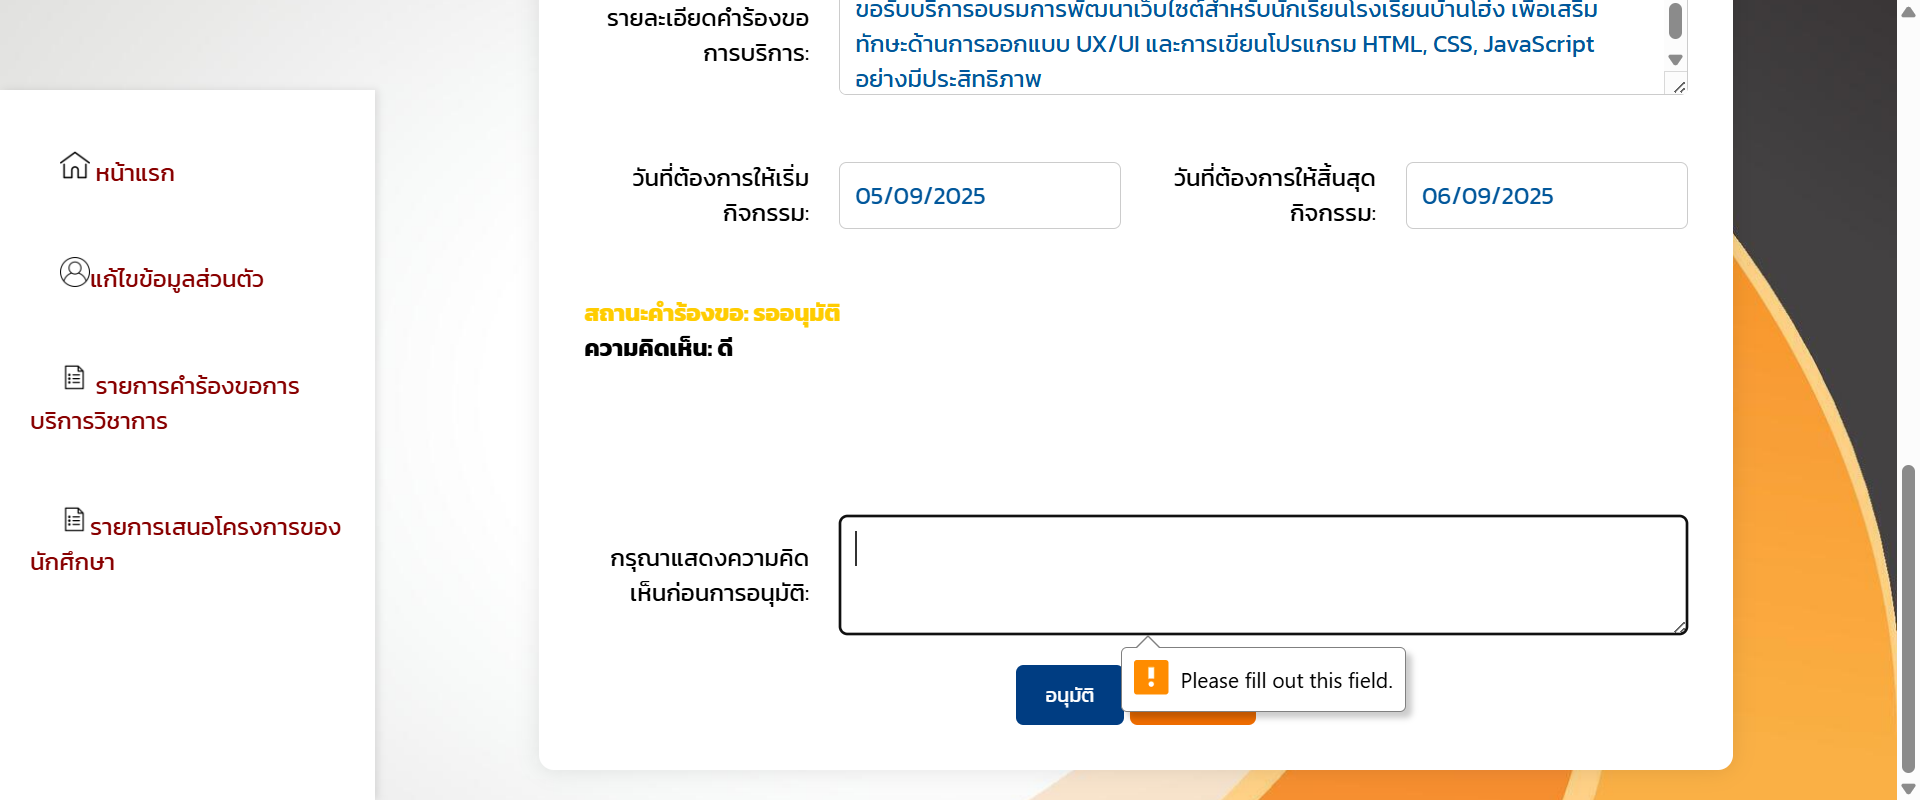 หน้าแรก
แก้ไขข้อมูลส่วนตัว
รายการคำร้องขอการ
บริการวิชาการ
รายการเสนอโครงการของ
นักศึกษา
รายละเอียดคำร้องขอ
การบริการ:
ขอรับบริการอบรมการพัฒนาเว็บไซต์สำหรับนักเรียนโรงเรียนบ้านโฮ่ง เพื่อเสริม
ทักษะด้านการออกแบบ UX/UI และการเขียนโปรแกรม HTML, CSS, JavaScript
อย่างมีประสิทธิภาพ
วันที่ต้องการให้เริ่ม
กิจกรรม:
05/09/2025
วันที่ต้องการให้สิ้นสุด
กิจกรรม:
06/09/2025
สถานะคำร้องขอ: รออนุมัติ
ความคิดเห็น: ดี
กรุณาแสดงความคิด
เห็นก่อนการอนุมัติ:
Please fill out this field.
อนุมัติ